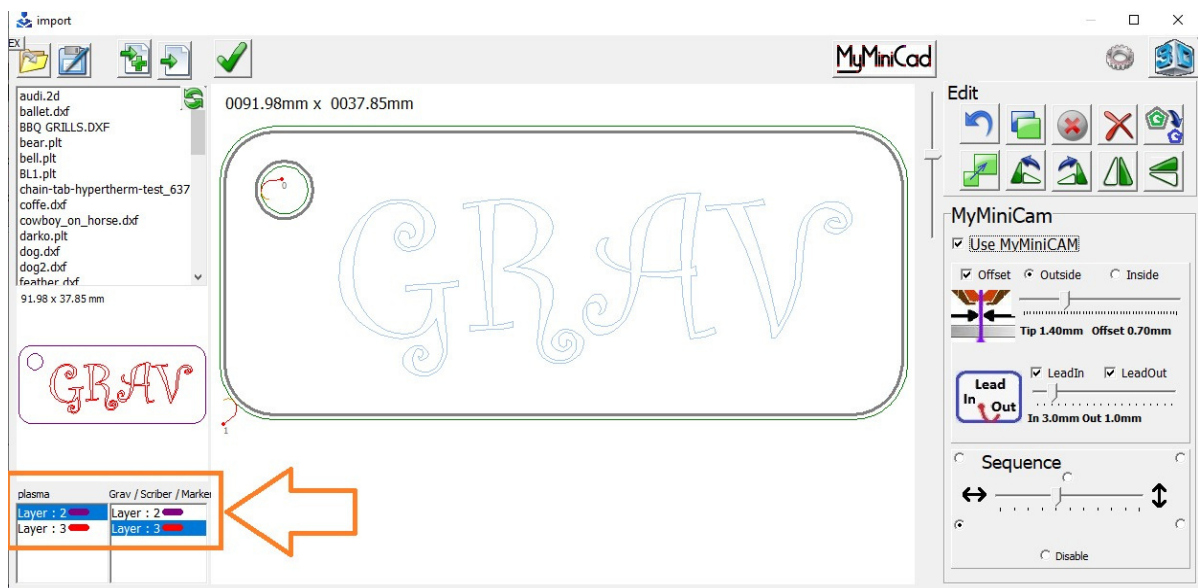 import
EX
MyMiniCad
3D
audi.2d
ballet.dxf
BBQ GRILLS.DXF
bear.plt
bell.plt
BL1.plt
chain-tab-hypertherm-test_637
coffe.dxf
cowboy_on_horse.dxf
darko.plt
dog.dxf
dog2.dxf
feather.dxf
91.98 x 37.85 mm
GRAV
plasma
Layer : 2
Layer : 3
Grav / Scriber / Marker
Layer : 2
Layer : 3
0091.98mm x 0037.85mm
0
GRAV
1
Edit
MyMiniCam
Use MyMiniCAM
Offset Outside Inside
Tip 1.40mm Offset 0.70mm
Lead In Out
LeadIn LeadOut
In 3.0mm Out 1.0mm
Sequence
Disable